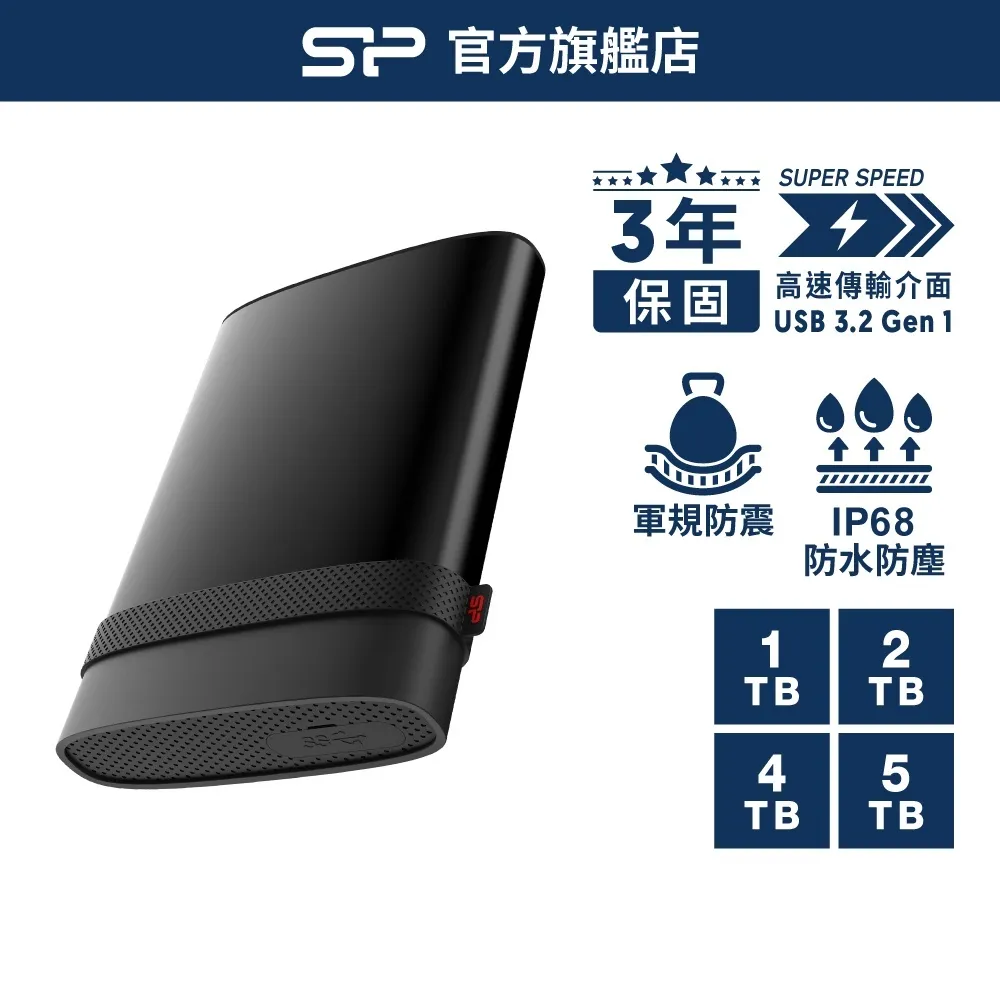 SP 官方旗艦店
3年
保固
SUPER SPEED
高速傳輸介面
USB 3.2 Gen 1
軍規防震
IP68
防水防塵
SP
1
TB
2
TB
4
TB
5
TB